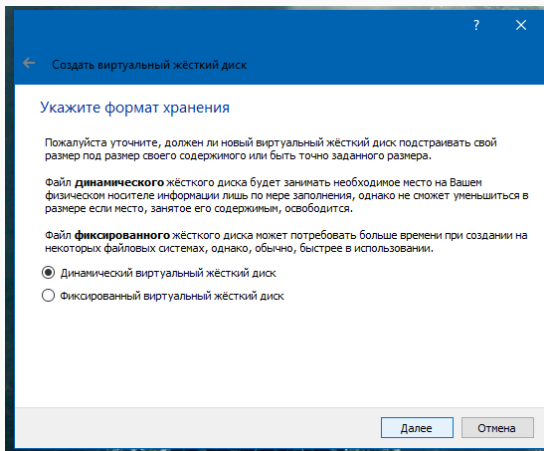 ?
Создать виртуальный жёсткий диск
Укажите формат хранения
Пожалуйста уточните, должен ли новый виртуальный жёсткий диск подстраивать свой
размер под размер своего содержимого или быть точно заданного размера.
Файл динамического жёсткого диска будет занимать необходимое место на Вашем
физическом носителе информации лишь по мере заполнения, однако не сможет уменьшиться в
размере если место, занятое его содержимым, освободится.
Файл фиксированного жёсткого диска может потребовать больше времени при создании на
некоторых файловых системах, однако, обычно, быстрее в использовании.
Динамический виртуальный жёсткий диск
Фиксированный виртуальный жёсткий диск
Далее Отмена